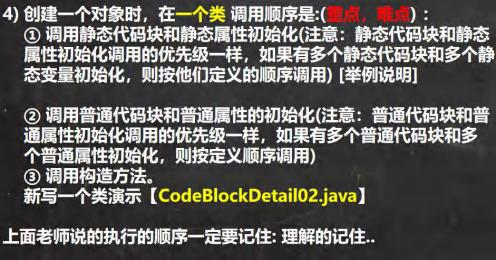 4) 创建一个对象时，在一个类 调用顺序是:(重点，难点)：
① 调用静态代码块和静态属性初始化(注意：静态代码块和静态
属性初始化调用的优先级一样，如果有多个静态代码块和多个静
态变量初始化，则按他们定义的顺序调用) [举例说明]
② 调用普通代码块和普通属性的初始化(注意：普通代码块和普
通属性初始化调用的优先级一样，如果有多个普通代码块和多
个普通属性初始化，则按定义顺序调用)
③ 调用构造方法。
新写一个类演示【CodeBlockDetail02.java】
上面老师说的执行的顺序一定要记住: 理解的记住..